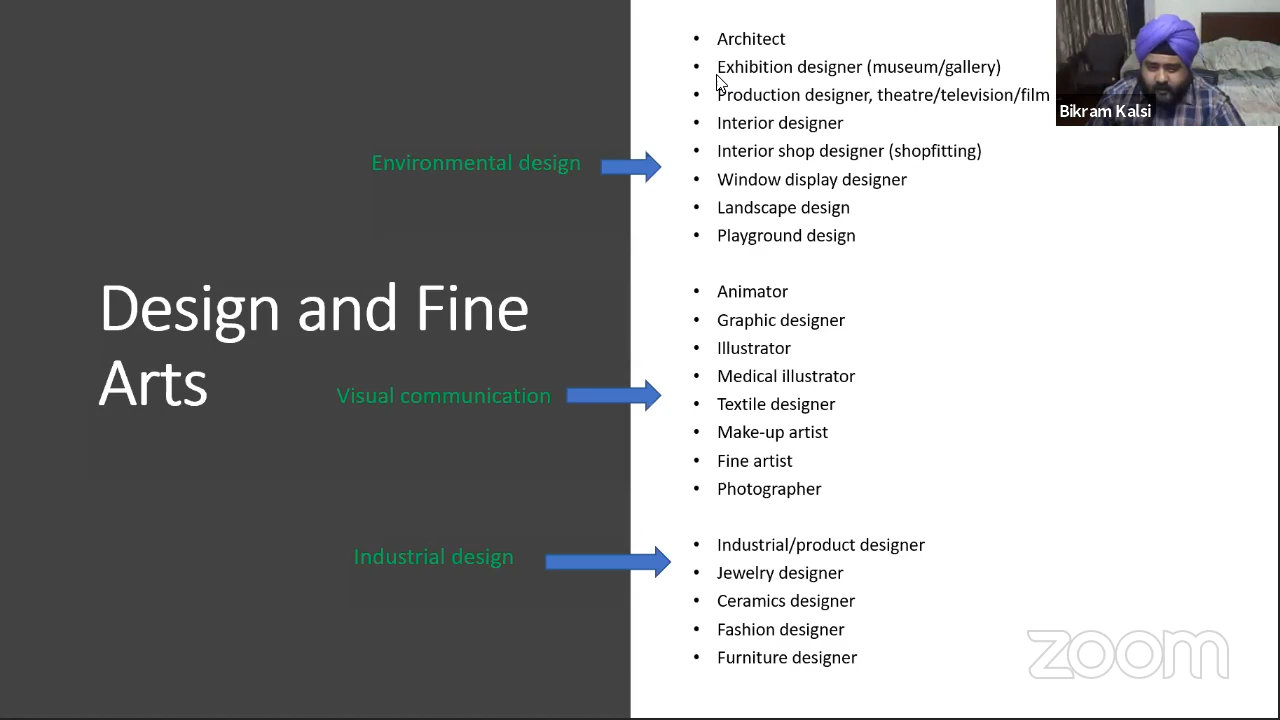 Design and Fine
Arts
Environmental design
• Architect
• Exhibition designer (museum/gallery)
• Production designer, theatre/television/film
• Interior designer
• Interior shop designer (shopfitting)
• Window display designer
• Landscape design
• Playground design
Visual communication
• Animator
• Graphic designer
• Illustrator
• Medical illustrator
• Textile designer
• Make-up artist
• Fine artist
• Photographer
Industrial design
• Industrial/product designer
• Jewelry designer
• Ceramics designer
• Fashion designer
• Furniture designer
Bikram Kalsi
zoom